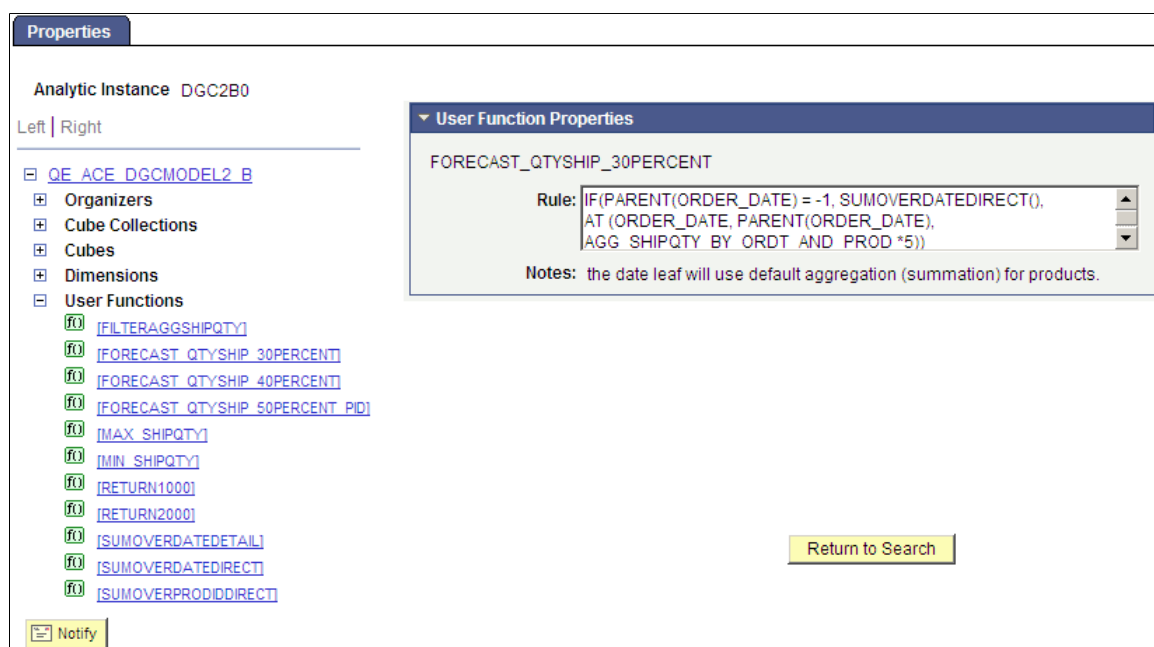 Properties
Analytic Instance DGC2B0
Left | Right
QE_ACE_DGCMODEL2_B
Organizers
Cube Collections
Cubes
Dimensions
User Functions
f() [FILTERAGGSHIPQTY]
f() [FORECAST_QTYSHIP_30PERCENT]
f() [FORECAST_QTYSHIP_40PERCENT]
f() [FORECAST_QTYSHIP_50PERCENT_PID]
f() [MAX_SHIPQTY]
f() [MIN_SHIPQTY]
f() [RETURN1000]
f() [RETURN2000]
f() [SUMOVERDATEDETAIL]
f() [SUMOVERDATEDIRECT]
f() [SUMOVERPRODIDDIRECT]
Notify
User Function Properties
FORECAST_QTYSHIP_30PERCENT
Rule: IF(PARENT(ORDER_DATE) = -1, SUMOVERDATEDIRECT(),
AT (ORDER_DATE, PARENT(ORDER_DATE),
AGG_SHIPQTY_BY_ORDT_AND_PROD *5))
Notes: the date leaf will use default aggregation (summation) for products.
Return to Search